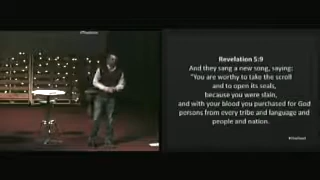 Revelation 5:9
And they sang a new song, saying:
"You are worthy to take the scroll
and to open its seals,
because you were slain,
and with your blood you purchased for God
persons from every tribe and language and
people and nation.